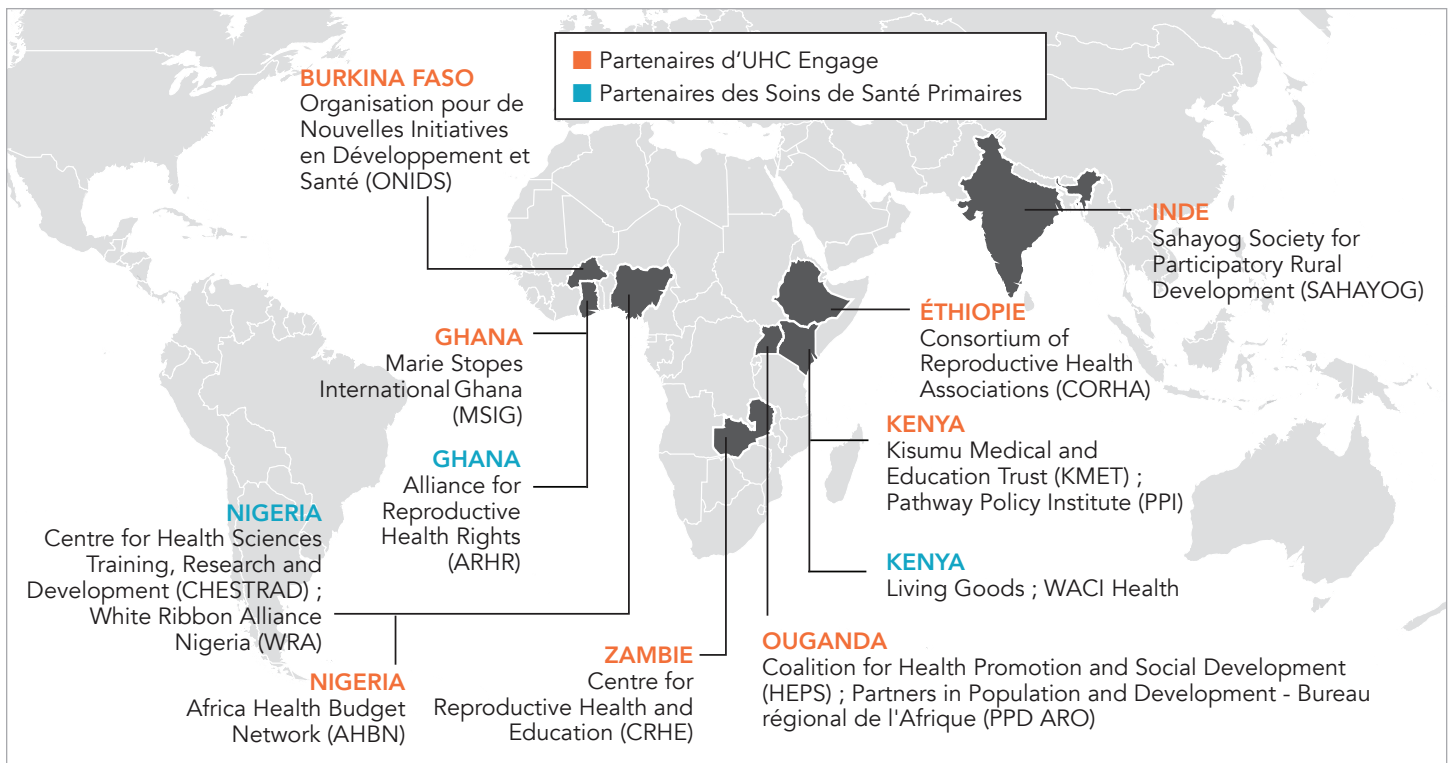 Partenaires d'UHC Engage
Partenaires des Soins de Santé Primaires
BURKINA FASO
Organisation pour de
Nouvelles Initiatives
en Développement et
Santé (ONIDS)
INDE
Sahayog Society for
Participatory Rural
Development (SAHAYOG)
GHANA
Marie Stopes
International Ghana
(MSIG)
ÉTHIOPIE
Consortium of
Reproductive Health
Associations (CORHA)
GHANA
Alliance for
Reproductive
Health Rights
(ARHR)
KENYA
Kisumu Medical and
Education Trust (KMET) ;
Pathway Policy Institute (PPI)
NIGERIA
Centre for Health Sciences
Training, Research and
Development (CHESTRAD) ;
White Ribbon Alliance
Nigeria (WRA)
KENYA
Living Goods ; WACI Health
NIGERIA
Africa Health Budget
Network (AHBN)
ZAMBIE
Centre for
Reproductive Health and
Education (CRHE)
OUGANDA
Coalition for Health Promotion and Social Development
(HEPS) ; Partners in Population and Development - Bureau
régional de l'Afrique (PPD ARO)